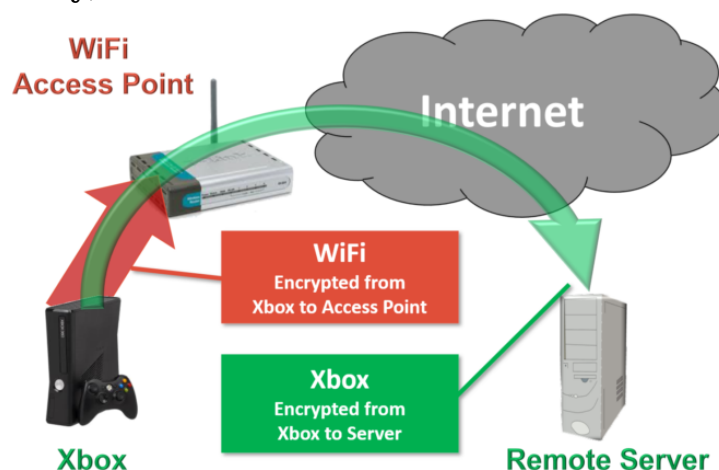 WiFi
Access Point
Internet
WiFi
Encrypted from
Xbox to Access Point
Xbox
Encrypted from
Xbox to Server
Xbox
Remote Server